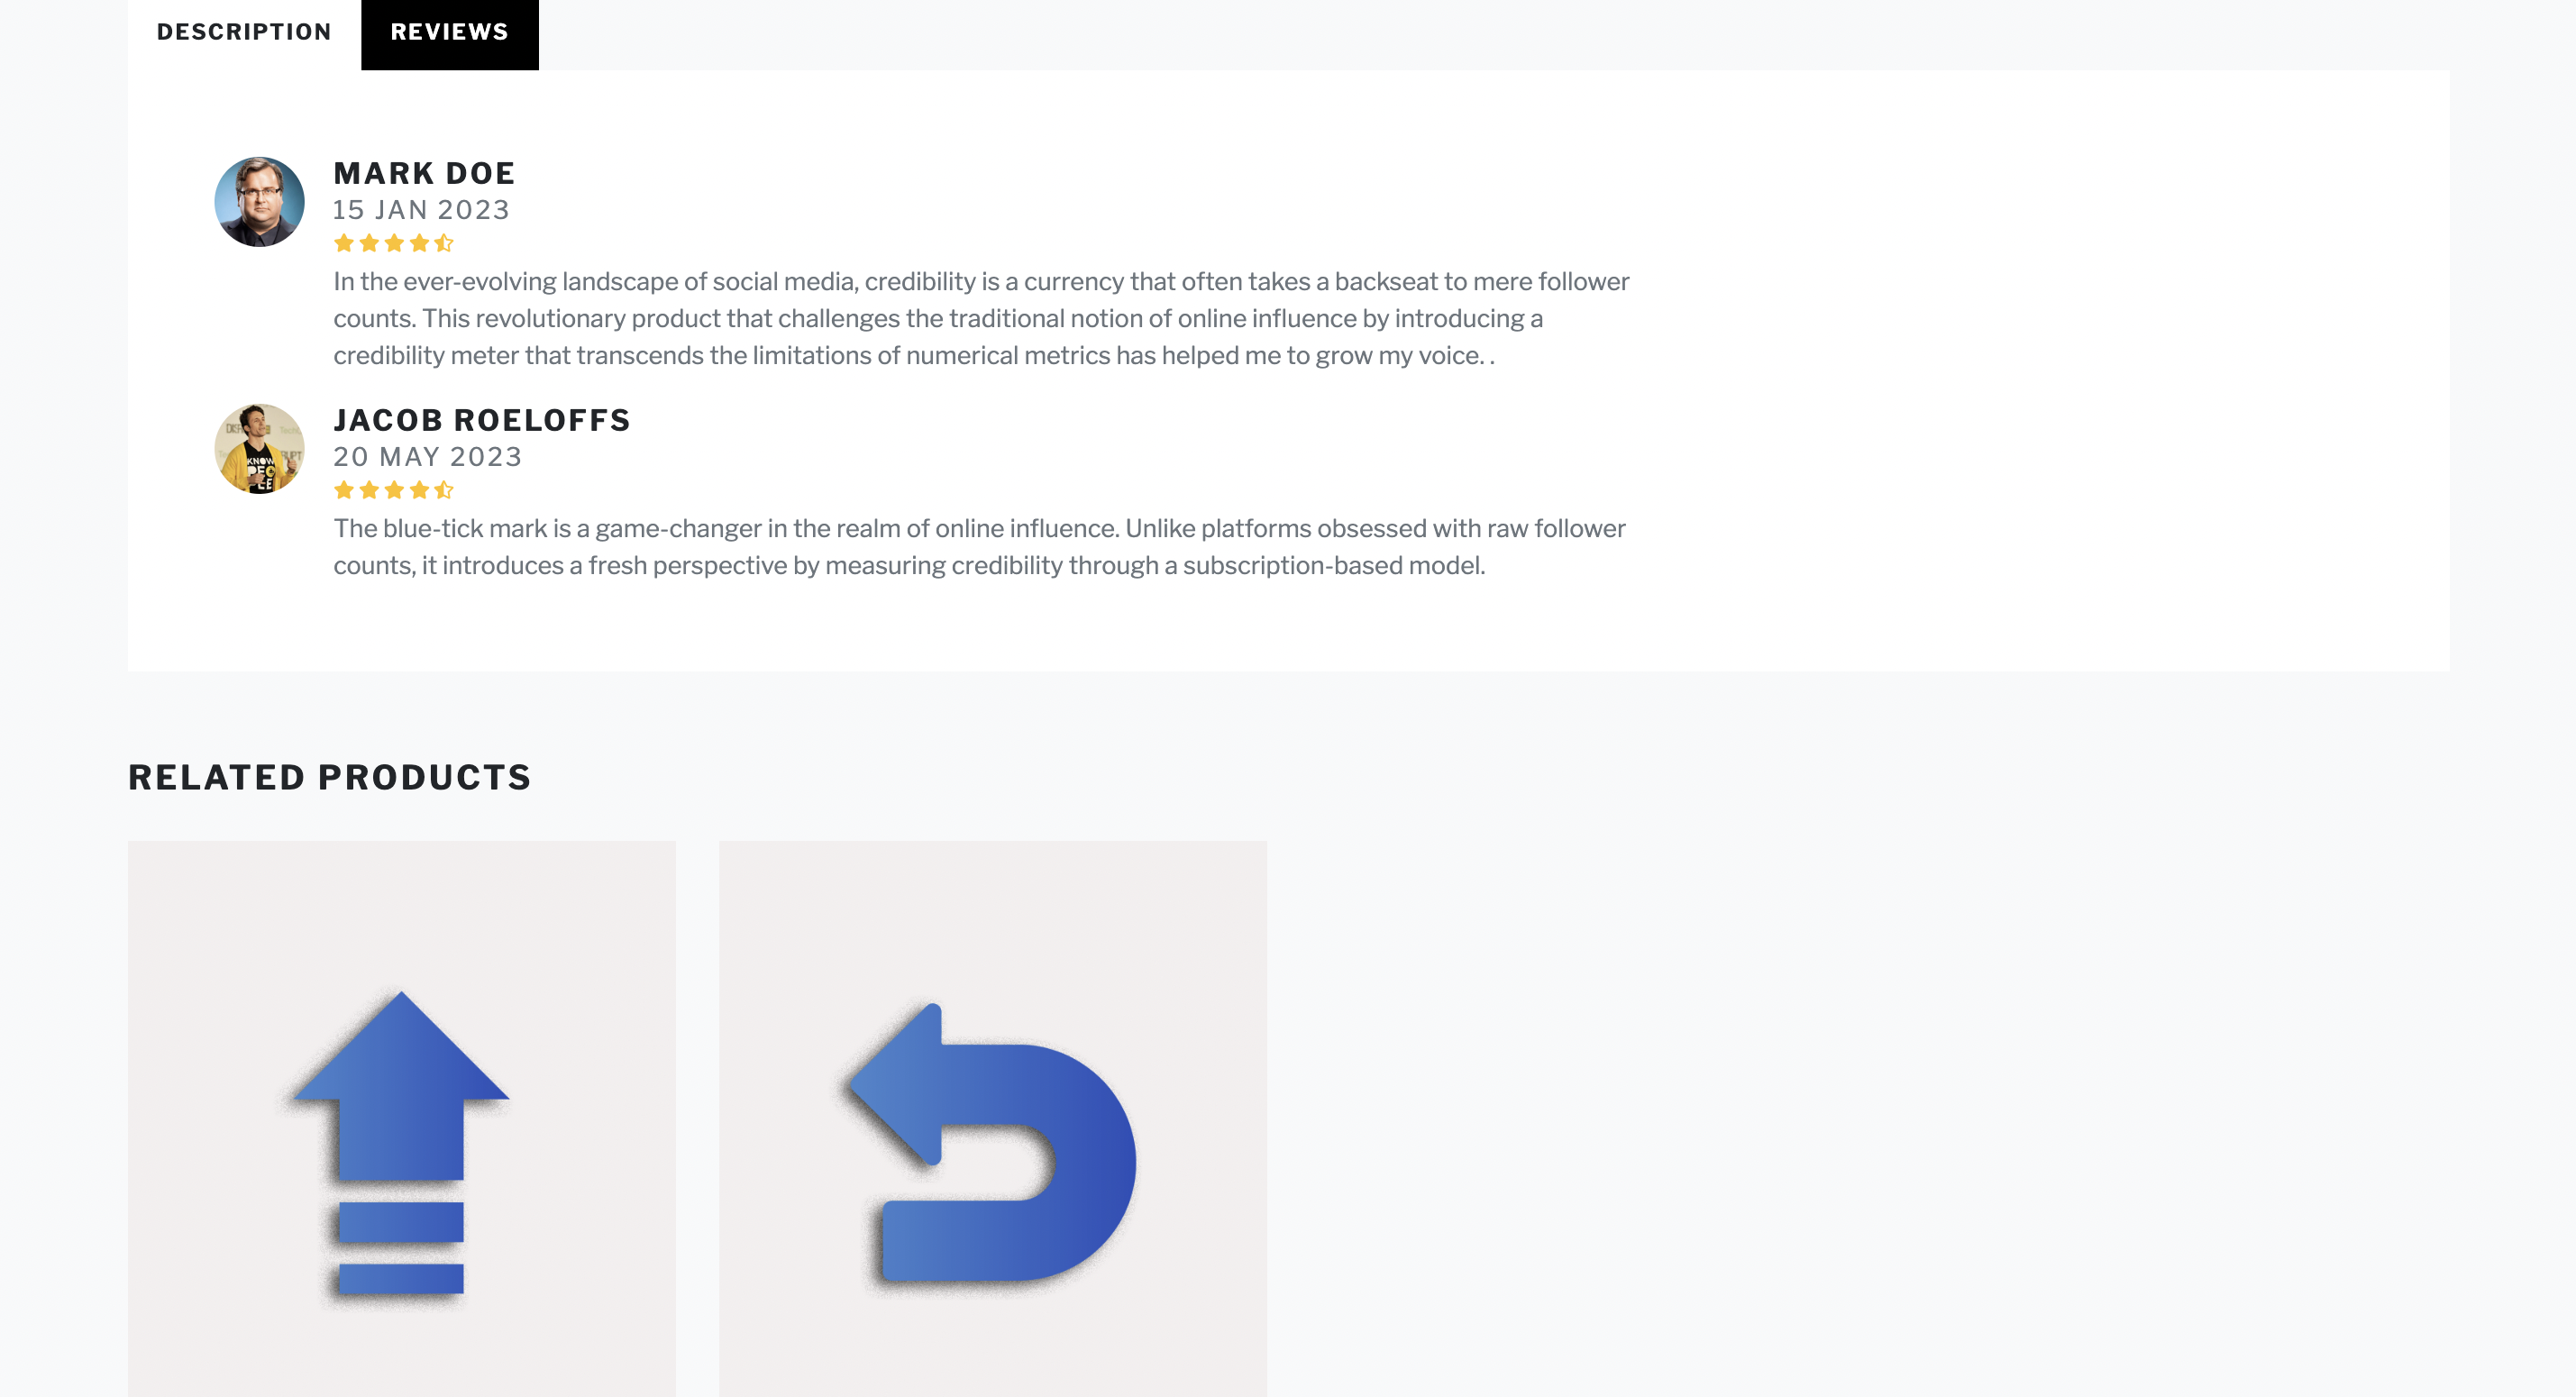 DESCRIPTION REVIEWS
MARK DOE
15 JAN 2023
In the ever-evolving landscape of social media, credibility is a currency that often takes a backseat to mere follower
counts. This revolutionary product that challenges the traditional notion of online influence by introducing a
credibility meter that transcends the limitations of numerical metrics has helped me to grow my voice. .
JACOB ROELOFFS
20 MAY 2023
KNOW
The blue-tick mark is a game-changer in the realm of online influence. Unlike platforms obsessed with raw follower
counts, it introduces a fresh perspective by measuring credibility through a subscription-based model.
RELATED PRODUCTS